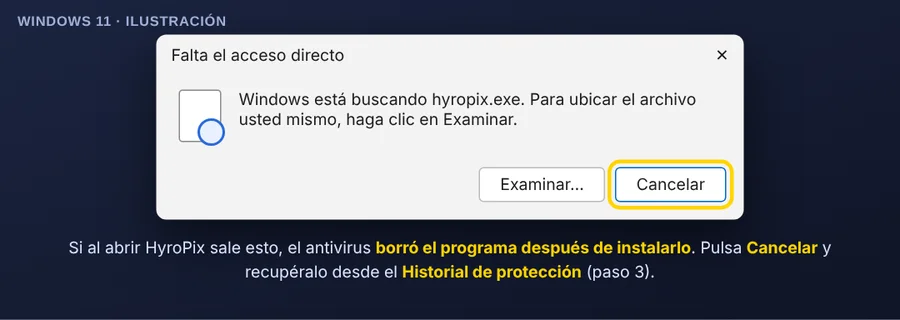 WINDOWS 11 · ILUSTRACIÓN
Falta el acceso directo
Windows está buscando hyropix.exe. Para ubicar el archivo
usted mismo, haga clic en Examinar.
Examinar... Cancelar
Si al abrir HyroPix sale esto, el antivirus borró el programa después de instalarlo. Pulsa Cancelar y
recupéralo desde el Historial de protección (paso 3).